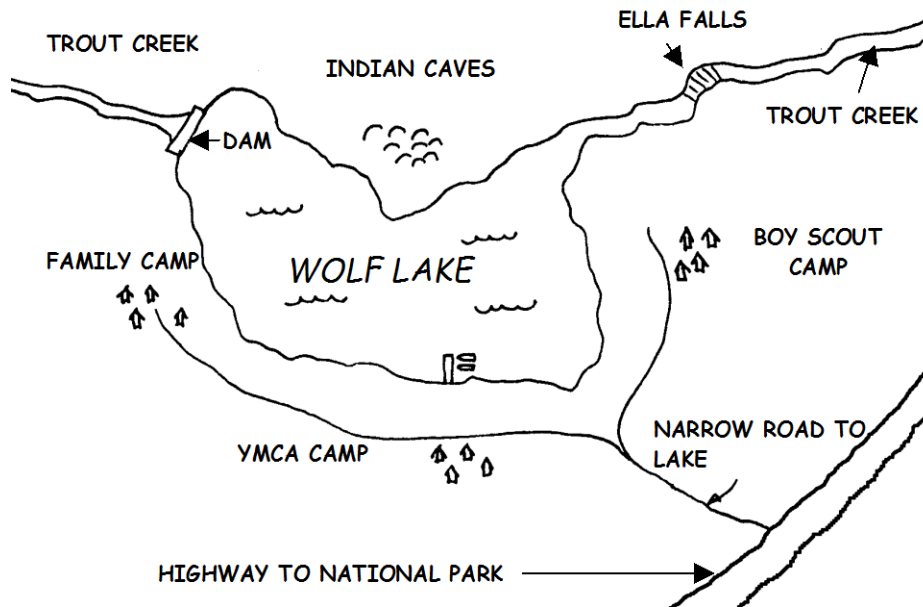 ELLA FALLS
TROUT CREEK
INDIAN CAVES
TROUT CREEK
DAM
BOY SCOUT
CAMP
FAMILY CAMP
WOLF LAKE
NARROW ROAD TO
LAKE
YMCA CAMP
HIGHWAY TO NATIONAL PARK